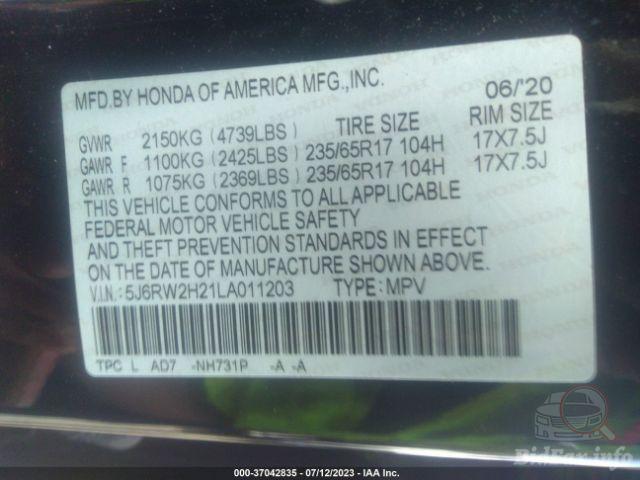 MFD.BY HONDA OF AMERICA MFG.,INC. 06/'20
GVWR 2150KG (4739LBS) TIRE SIZE RIM SIZE
GAWR F 1100KG (2425LBS) 235/65R17 104H 17X7.5J
GAWR R 1075KG (2369LBS) 235/65R17 104H 17X7.5J
THIS VEHICLE CONFORMS TO ALL APPLICABLE
FEDERAL MOTOR VEHICLE SAFETY
AND THEFT PREVENTION STANDARDS IN EFFECT
ON THE DATE OF MANUFACTURE SHOWN ABOVE.
V.I.N.: 5J6RW2H21LA011203 TYPE: MPV
TPC L AD7 -NH731P -A -A
BidFax.info
000-37042835 - 07/12/2023 - IAA Inc.